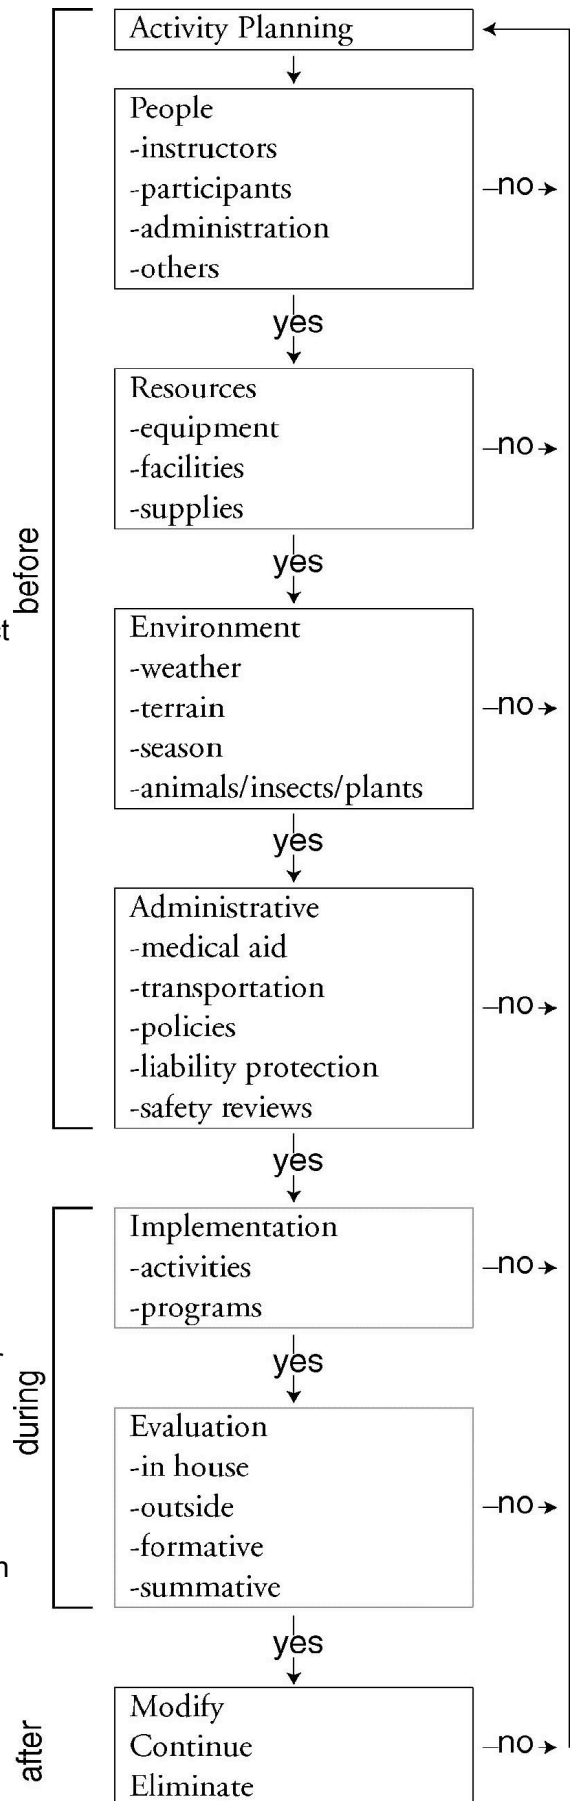 Activity Planning
People
-instructors
-participants
-administration
-others
no
yes
Resources
-equipment
-facilities
-supplies
no
yes
before
Environment
-weather
-terrain
-season
-animals/insects/plants
no
yes
Administrative
-medical aid
-transportation
-policies
-liability protection
-safety reviews
no
yes
Implementation
-activities
-programs
no
yes
during
Evaluation
-in house
-outside
-formative
-summative
no
yes
after
Modify
Continue
Eliminate
no